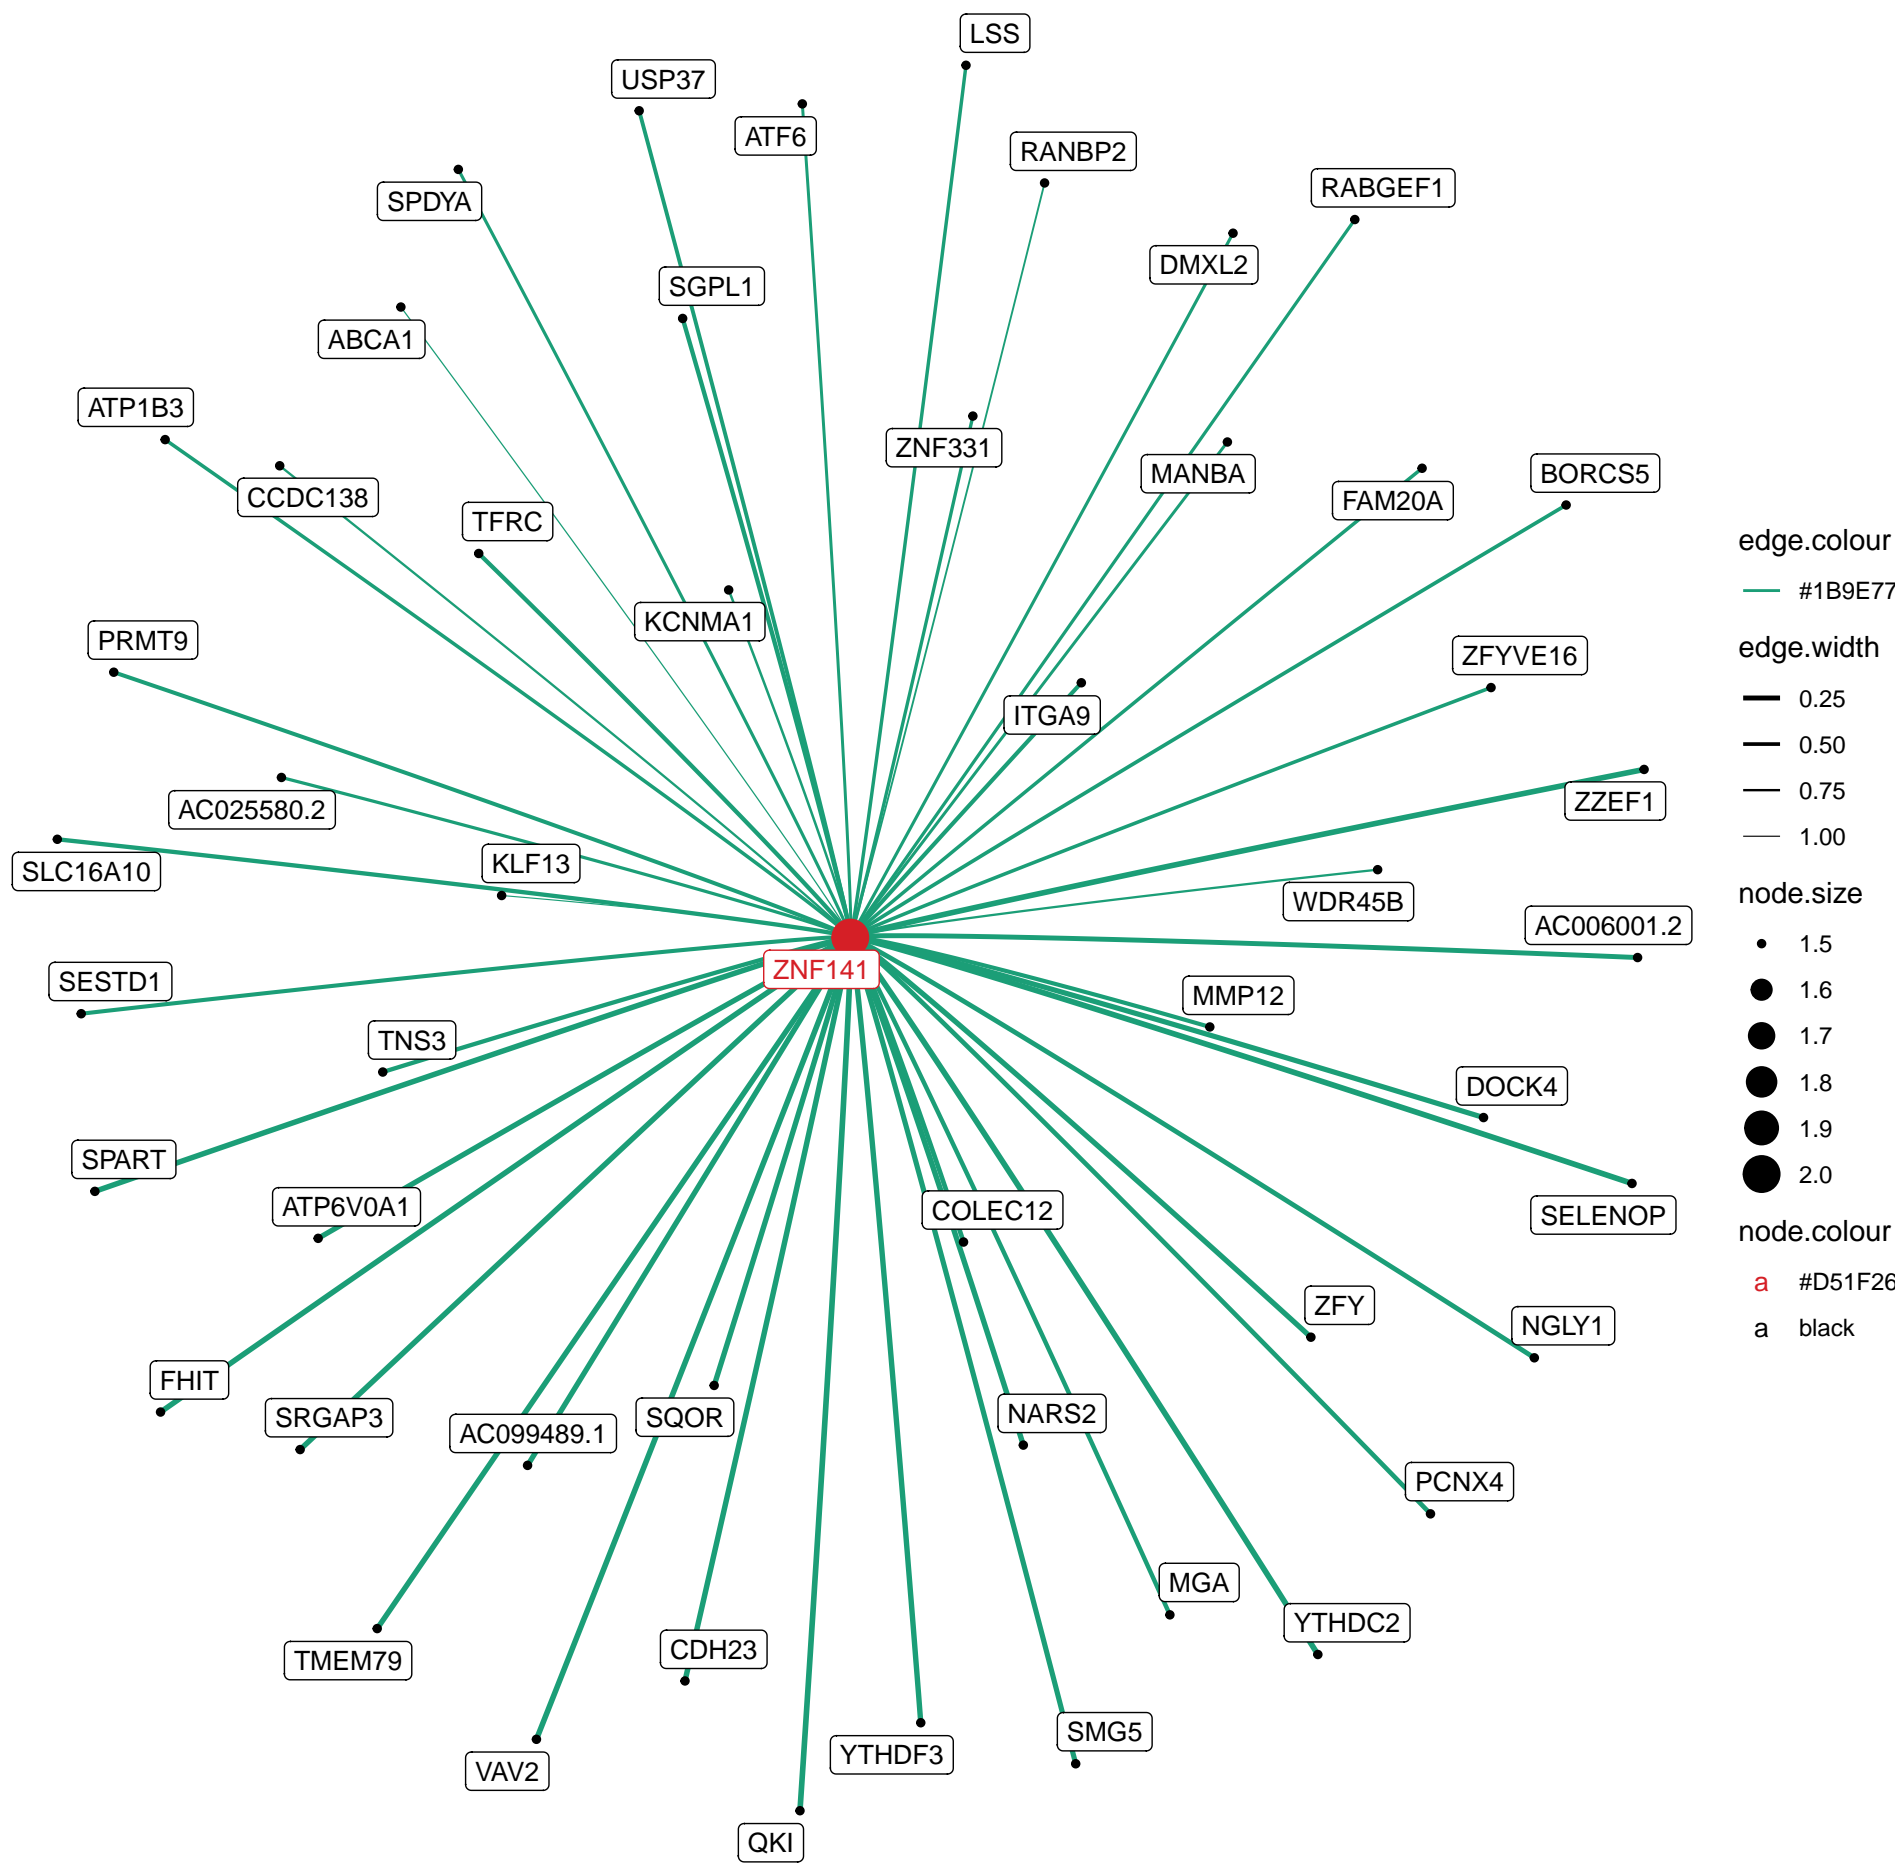 LSS
USP37
ATF6
RANBP2
RABGEF1
SPDYA
DMXL2
SGPL1
ABCA1
ATP1B3
ZNF331
MANBA
BORCS5
CCDC138
FAM20A
TFRC
KCNMA1
PRMT9
ZFYVE16
ITGA9
AC025580.2
ZZEF1
KLF13
SLC16A10
WDR45B
AC006001.2
ZNF141
SESTD1
MMP12
TNS3
DOCK4
SPART
ATP6V0A1
COLEC12
SELENOP
ZFY
NGLY1
FHIT
SRGAP3
SQOR
NARS2
AC099489.1
PCNX4
MGA
YTHDC2
CDH23
TMEM79
SMG5
YTHDF3
VAV2
QKI
edge.colour
#1B9E77
edge.width
0.25
0.50
0.75
1.00
node.size
1.5
1.6
1.7
1.8
1.9
2.0
node.colour
a #D51F26
a black